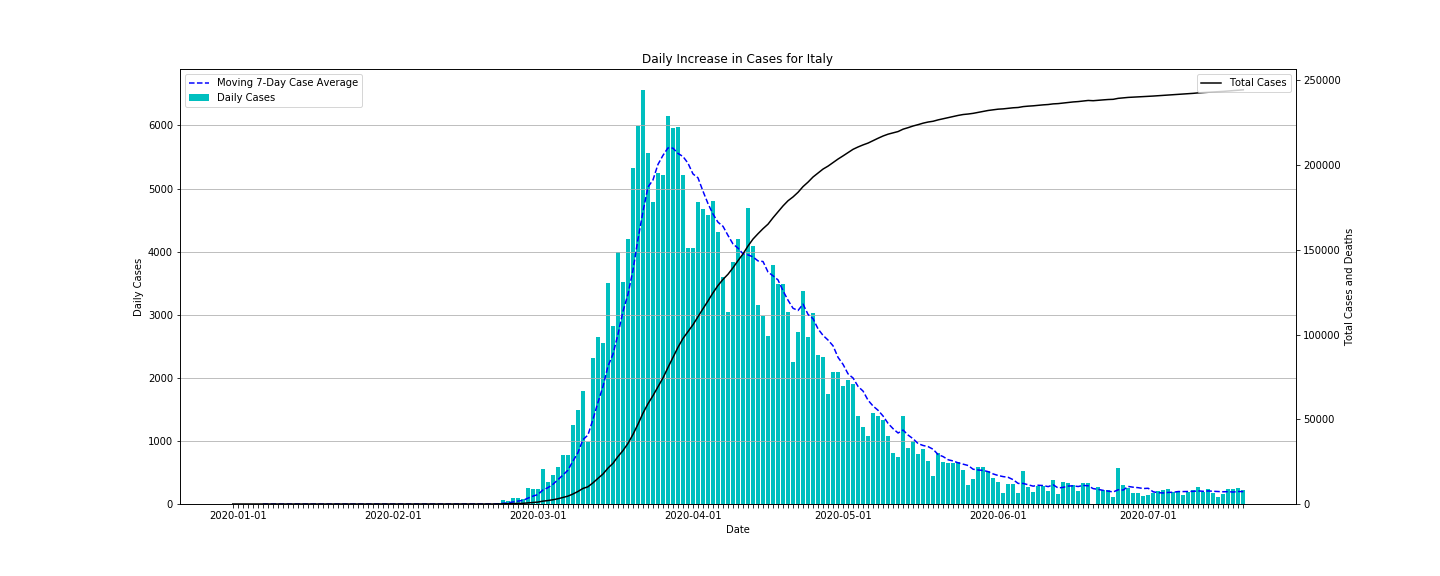 Daily Increase in Cases for Italy
Moving 7-Day Case Average
Daily Cases
Total Cases
250000
200000
150000
100000
50000
0
6000
5000
4000
3000
2000
1000
0
Daily Cases
Total Cases and Deaths
2020-01-01 2020-02-01 2020-03-01 2020-04-01 2020-05-01 2020-06-01 2020-07-01
Date